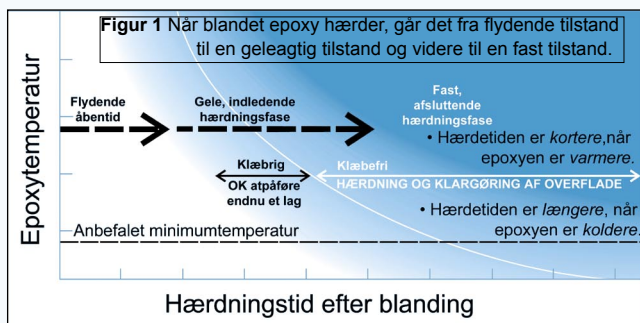 Figur 1 Når blandet epoxy hærder, går det fra flydende tilstand
til en geleagtig tilstand og videre til en fast tilstand.
Epoxytemperatur
Flydende
åbentid
Gele, indledende
hærdningsfase
Fast,
afsluttende
hærdningsfase
• Hærdetiden er kortere,når
epoxyen er varmere.
Klæbrig
OK atpåføre
endnu et lag
Klæbefri
HÆRDNING OG KLARGØRING AF OVERFLADE
• Hærdetiden er længere, når
epoxyen er koldere.
Anbefalet minimumtemperatur
Hærdningstid efter blanding